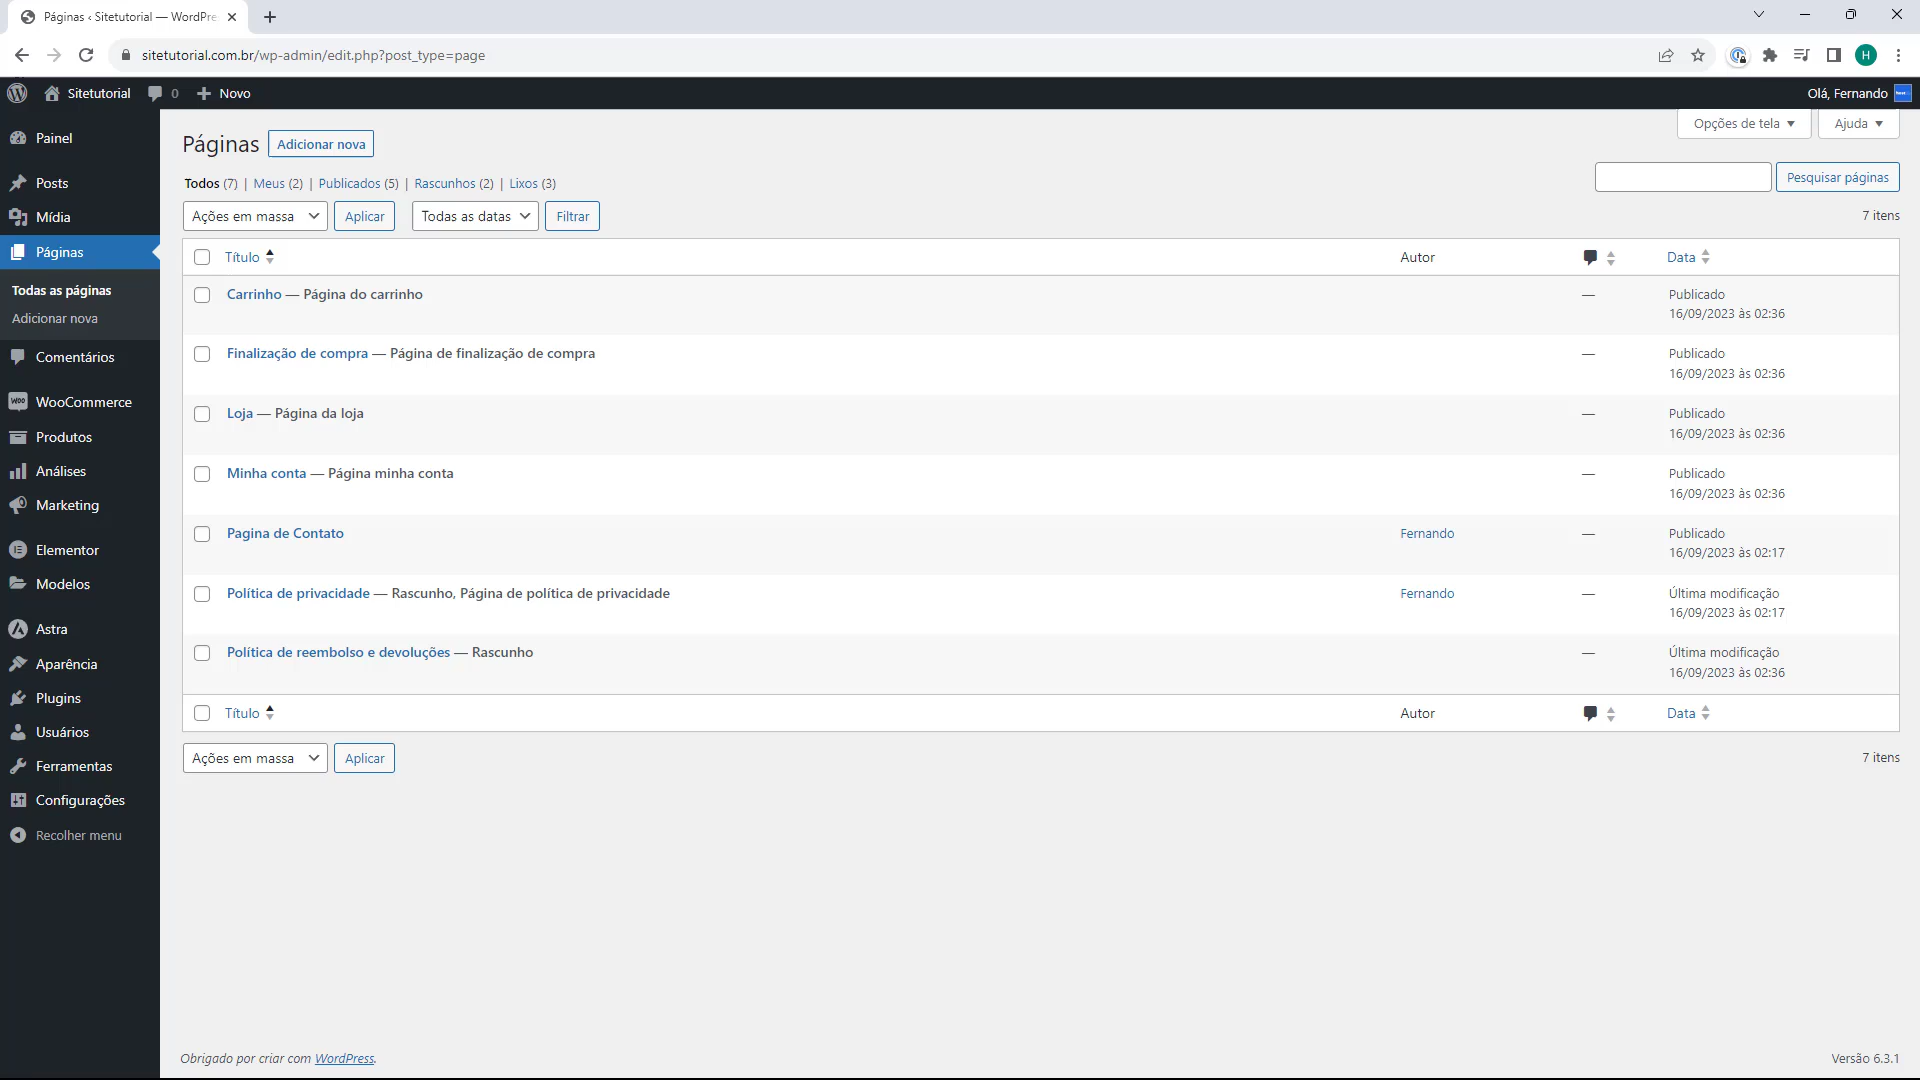 Páginas ‹ Sitetutorial — WordPre
sitetutorial.com.br/wp-admin/edit.php?post_type=page
H
Sitetutorial 0 Novo
Olá, Fernando
Painel
Posts
Mídia
Páginas
Todas as páginas
Adicionar nova
Comentários
WooCommerce
Produtos
Análises
Marketing
Elementor
Modelos
Astra
Aparência
Plugins
Usuários
Ferramentas
Configurações
Recolher menu
Opções de tela Ajuda
Páginas Adicionar nova
Todos (7) | Meus (2) | Publicados (5) | Rascunhos (2) | Lixos (3)
Pesquisar páginas
Ações em massa Aplicar Todas as datas Filtrar
7 itens
Título Autor Data
Carrinho — Página do carrinho — Publicado
16/09/2023 às 02:36
Finalização de compra — Página de finalização de compra — Publicado
16/09/2023 às 02:36
Loja — Página da loja — Publicado
16/09/2023 às 02:36
Minha conta — Página minha conta — Publicado
16/09/2023 às 02:36
Pagina de Contato Fernando — Publicado
16/09/2023 às 02:17
Política de privacidade — Rascunho, Página de política de privacidade Fernando — Última modificação
16/09/2023 às 02:17
Política de reembolso e devoluções — Rascunho — Última modificação
16/09/2023 às 02:36
Título Autor Data
Ações em massa Aplicar
7 itens
Obrigado por criar com WordPress.
Versão 6.3.1